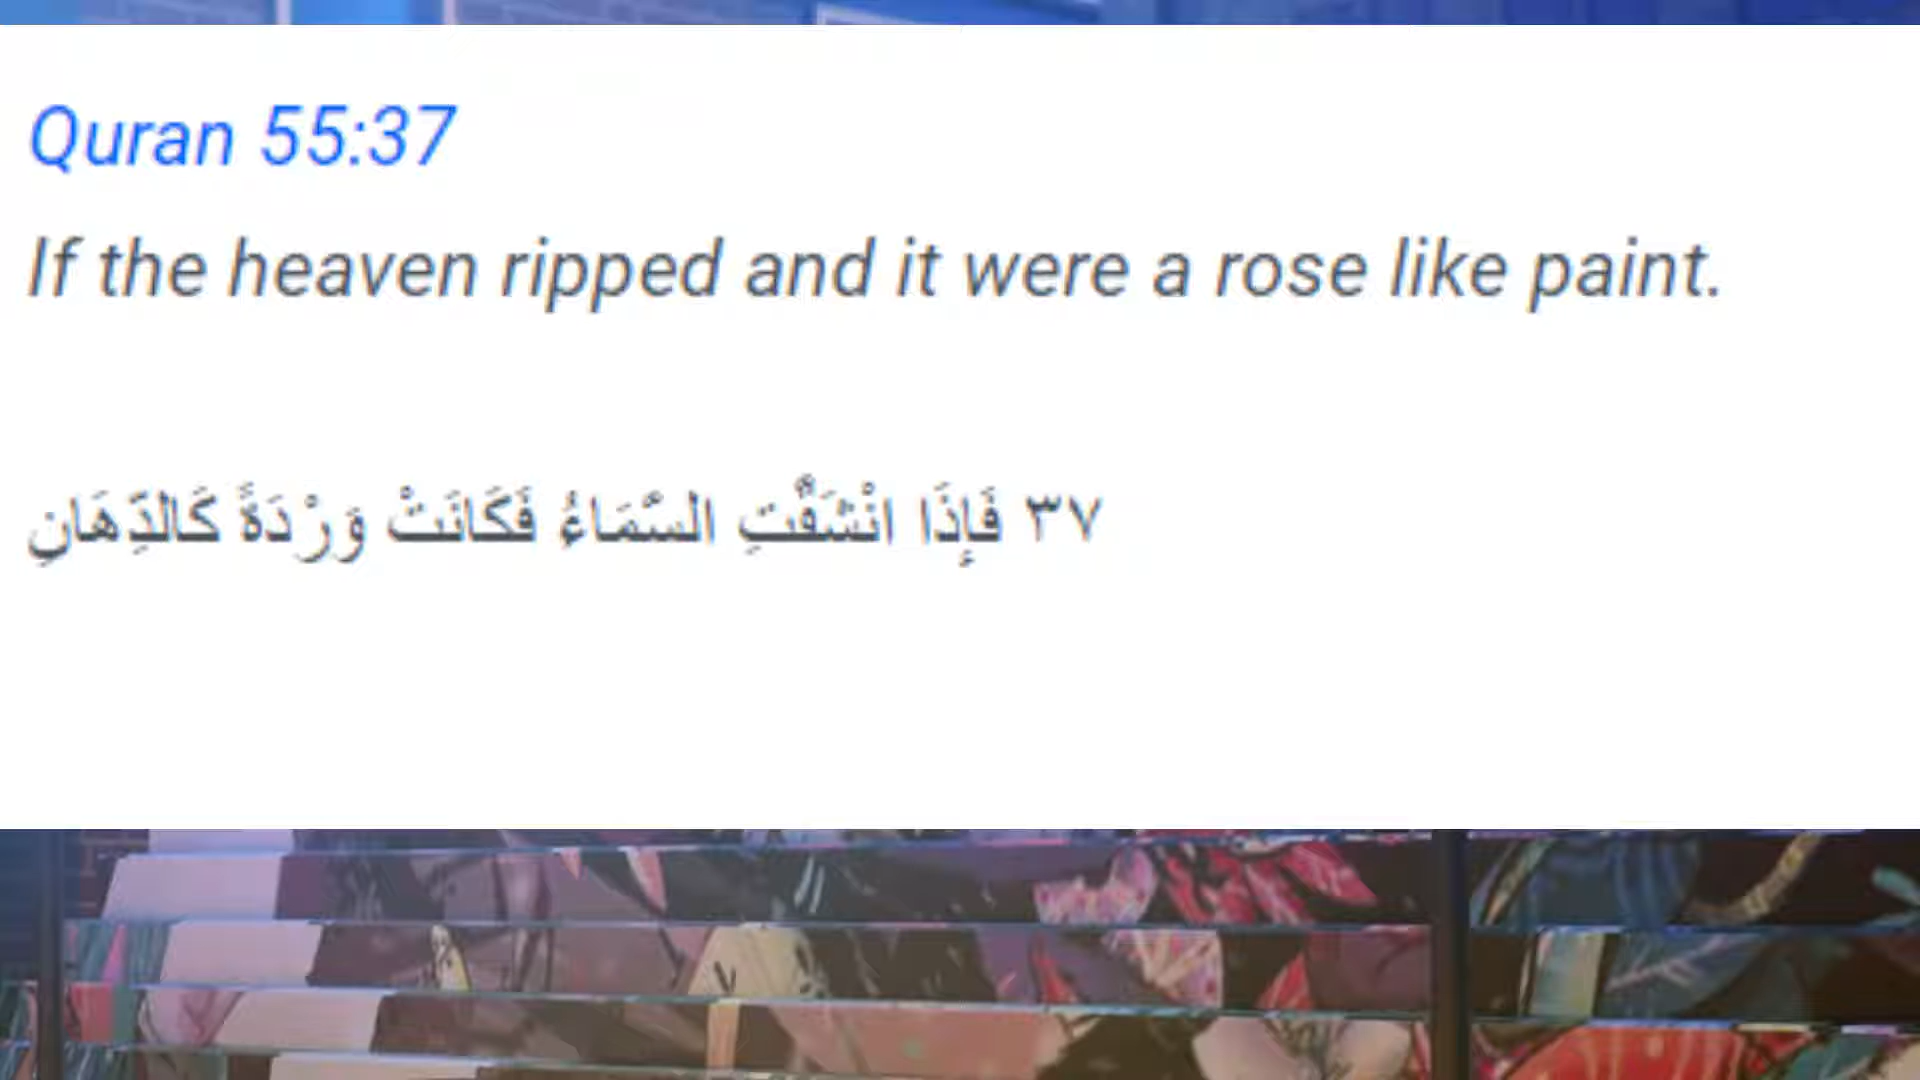 Quran 55:37
If the heaven ripped and it were a rose like paint.
٣٧ فَإِذَا انْشَقَّتِ السَّمَاءُ فَكَانَتْ وَرْدَةً كَالدِّهَانِ